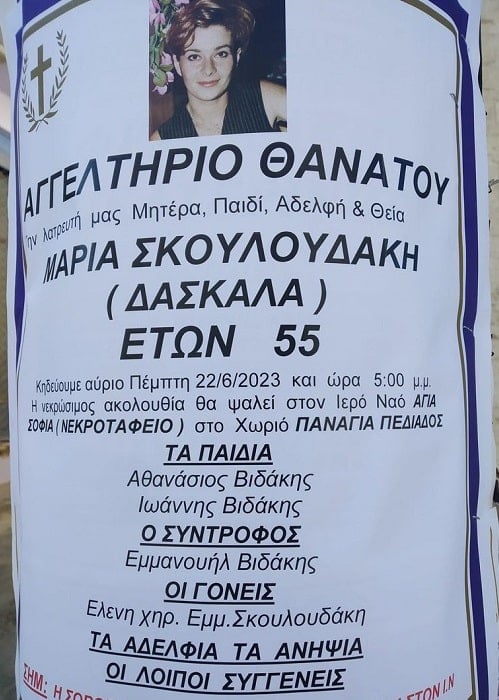 ΑΓΓΕΛΤΗΡΙΟ ΘΑΝΑΤΟΥ
Την λατρευτή μας Μητέρα, Παιδί, Αδελφή & Θεία
ΜΑΡΙΑ ΣΚΟΥΛΟΥΔΑΚΗ
( ΔΑΣΚΑΛΑ )
ΕΤΩΝ 55
Κηδεύουμε αύριο Πέμπτη 22/6/2023 και ώρα 5:00 μ.μ.
Η νεκρώσιμος ακολουθία θα ψαλεί στον Ιερό Ναό ΑΓΙΑ
ΣΟΦΙΑ ( ΝΕΚΡΟΤΑΦΕΙΟ ) στο Χωριό ΠΑΝΑΓΙΑ ΠΕΔΙΑΔΟΣ
ΤΑ ΠΑΙΔΙΑ
Αθανάσιος Βιδάκης
Ιωάννης Βιδάκης
Ο ΣΥΝΤΡΟΦΟΣ
Εμμανουήλ Βιδάκης
ΟΙ ΓΟΝΕΙΣ
Ελενη χηρ. Εμμ.Σκουλουδάκη
ΤΑ ΑΔΕΛΦΙΑ ΤΑ ΑΝΗΨΙΑ
ΟΙ ΛΟΙΠΟΙ ΣΥΓΓΕΝΕΙΣ
ΣΗΜ: Η ΣΤΟΝ Ι.Ν